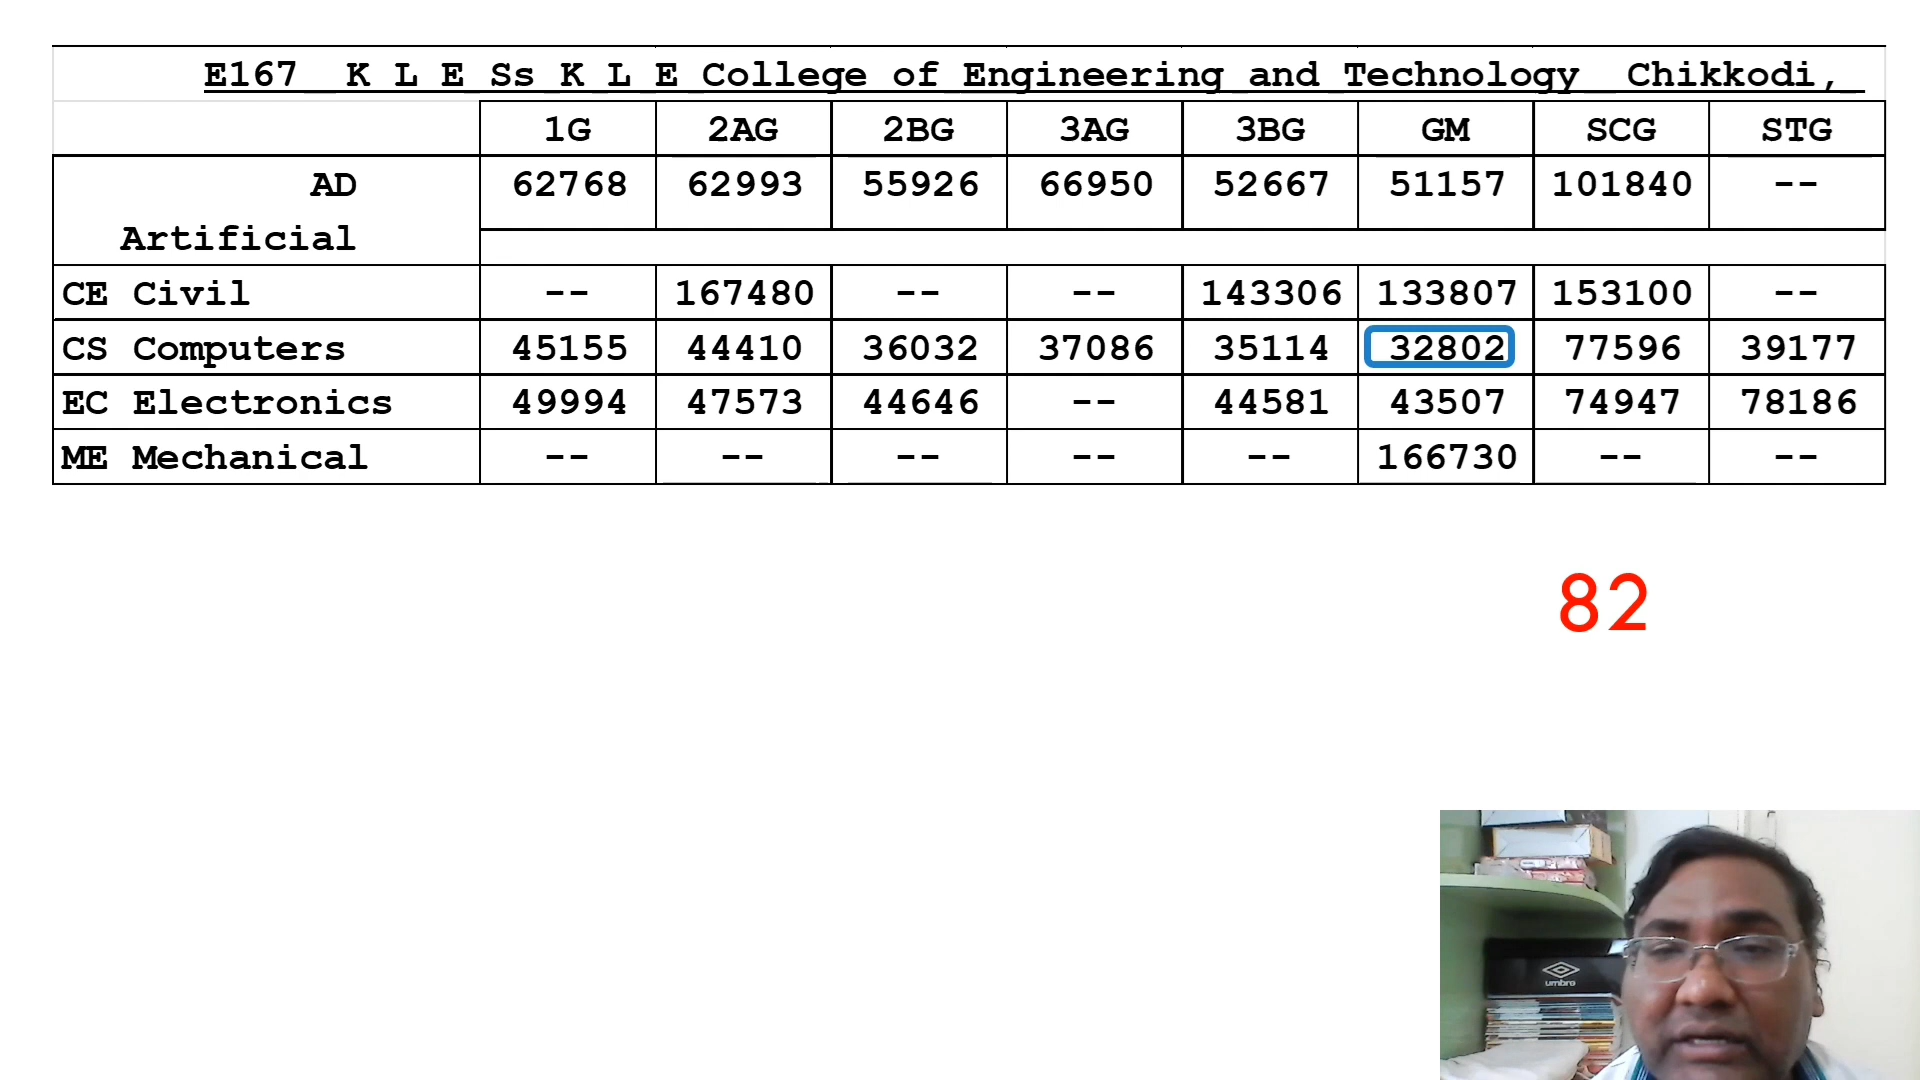 E167 K L E Ss K L E College of Engineering and Technology Chikkodi,
1G 2AG 2BG 3AG 3BG GM SCG STG
AD 62768 62993 55926 66950 52667 51157 101840 --
Artificial
CE Civil -- 167480 -- -- 143306 133807 153100 --
CS Computers 45155 44410 36032 37086 35114 32802 77596 39177
EC Electronics 49994 47573 44646 -- 44581 43507 74947 78186
ME Mechanical -- -- -- -- -- 166730 -- --
82
umbro